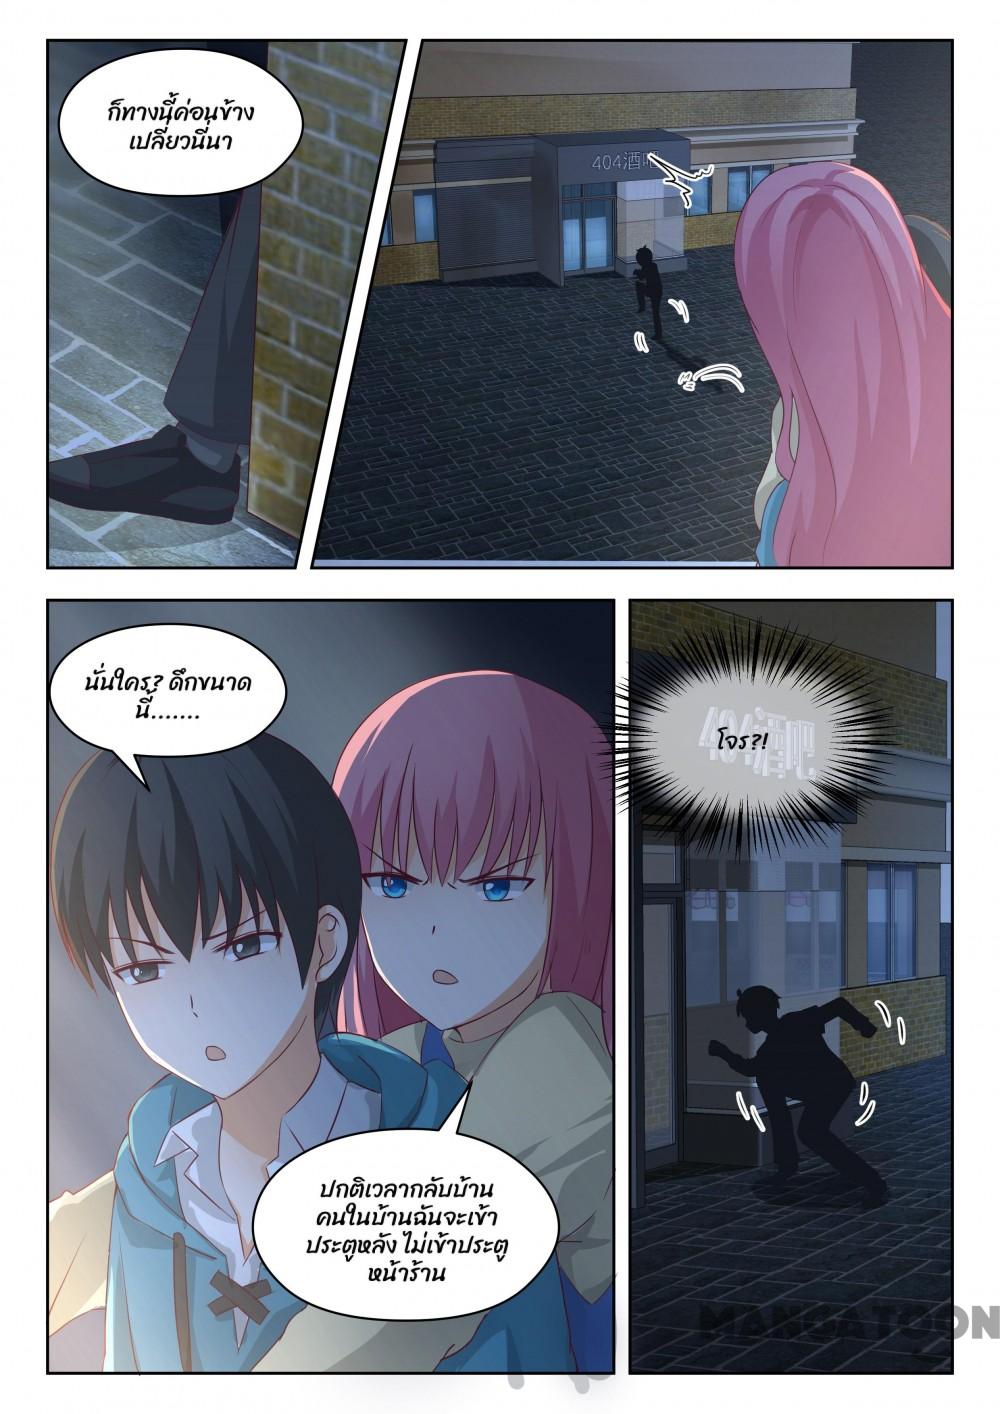 ก็ทางนี้ค่อนข้าง
เปลี่ยวนี่นา
404酒吧
นั่นใคร? ดึกขนาด
นี้.......
404酒吧
โจร?!
ปกติเวลากลับบ้าน
คนในบ้านฉันจะเข้า
ประตูหลัง ไม่เข้าประตู
หน้าร้าน
MANGATOON